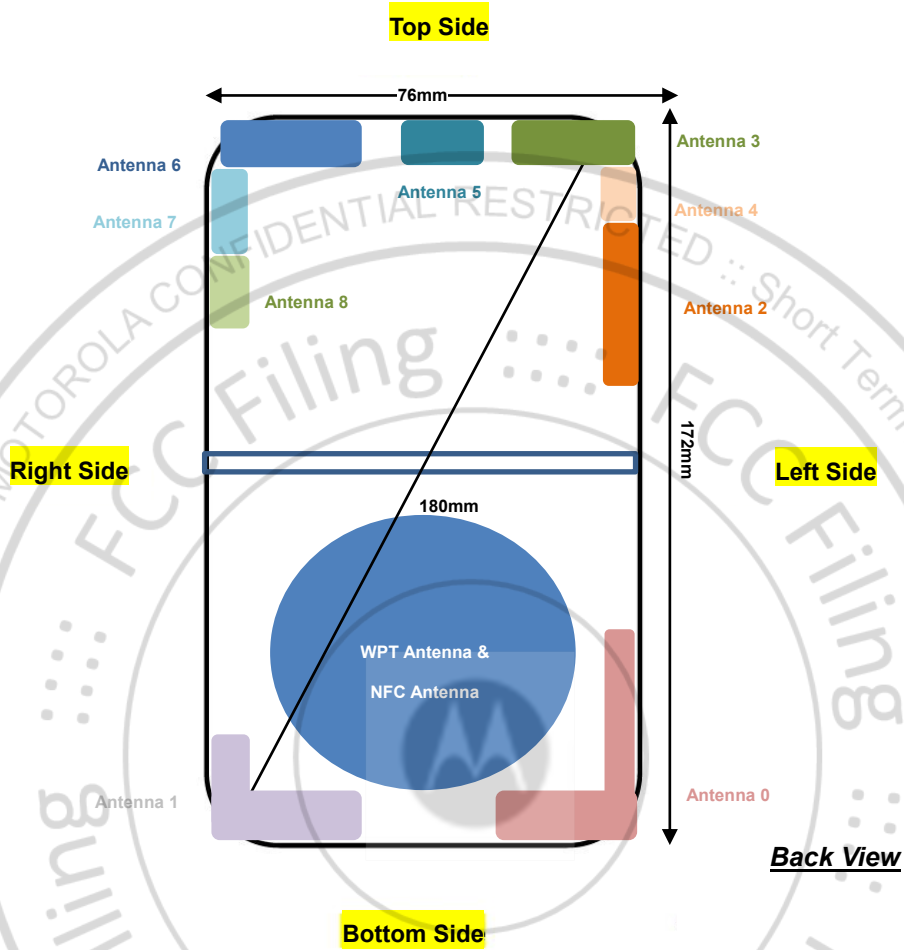 Top Side
76mm
Antenna 3
Antenna 6
Antenna 5
Antenna 4
Antenna 7
Antenna 8
Antenna 2
172mm
Right Side
Left Side
180mm
WPT Antenna &
NFC Antenna
Antenna 1
Antenna 0
Back View
Bottom Side
MOTOROLA CONFIDENTIAL RESTRICTED :: Short Term
FCC Filing :::: FCC Filing ::::